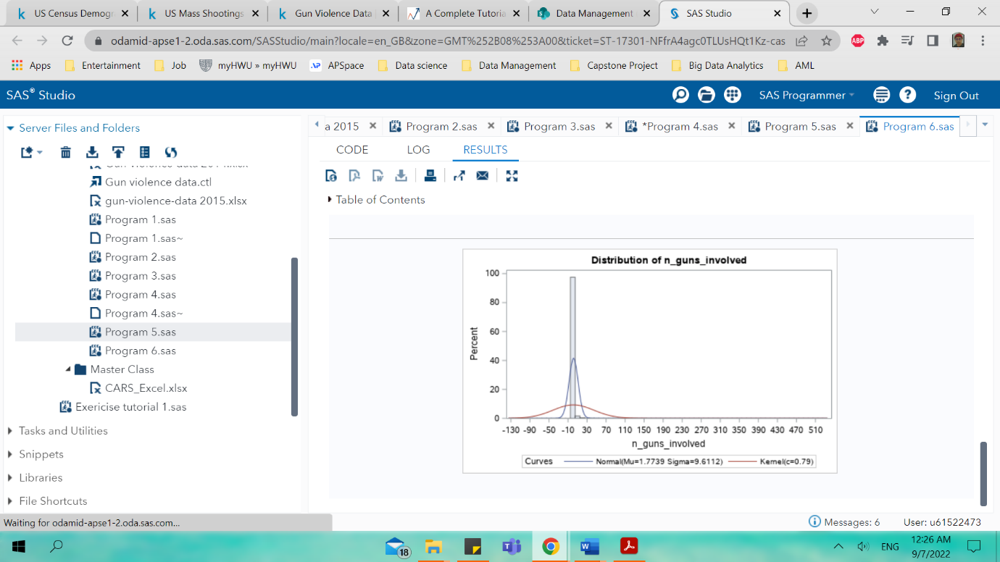 US Census Demogr
US Mass Shootings
Gun Violence Data
A Complete Tutoria
Data Management
SAS Studio
odamid-apse1-2.oda.sas.com/SASStudio/main?locale=en_GB&zone=GMT%252B08%253A00&ticket=ST-17301-NFfrA4agc0TLUsHQt1Kz-cas
ABP
Apps
Entertainment
Job
myHWU » myHWU
APSpace
Data science
Data Management
Capstone Project
Big Data Analytics
AML
SAS® Studio
SAS Programmer
Sign Out
Server Files and Folders
Gun violence data.ctl
gun-violence-data 2015.xlsx
Program 1.sas
Program 1.sas~
Program 2.sas
Program 3.sas
Program 4.sas
Program 4.sas~
Program 5.sas
Program 6.sas
Master Class
CARS_Excel.xlsx
Exericise tutorial 1.sas
Tasks and Utilities
Snippets
Libraries
File Shortcuts
a 2015
Program 2.sas
Program 3.sas
*Program 4.sas
Program 5.sas
Program 6.sas
CODE
LOG
RESULTS
Table of Contents
Distribution of n_guns_involved
100
80
60
40
20
0
Percent
-130 -90 -50 -10 30 70 110 150 190 230 270 310 350 390 430 470 510
n_guns_involved
Curves Normal(Mu=1.7739 Sigma=9.6112) Kernel(c=0.79)
Waiting for odamid-apse1-2.oda.sas.com...
Messages: 6
User: u61522473
18
ENG
12:26 AM
9/7/2022